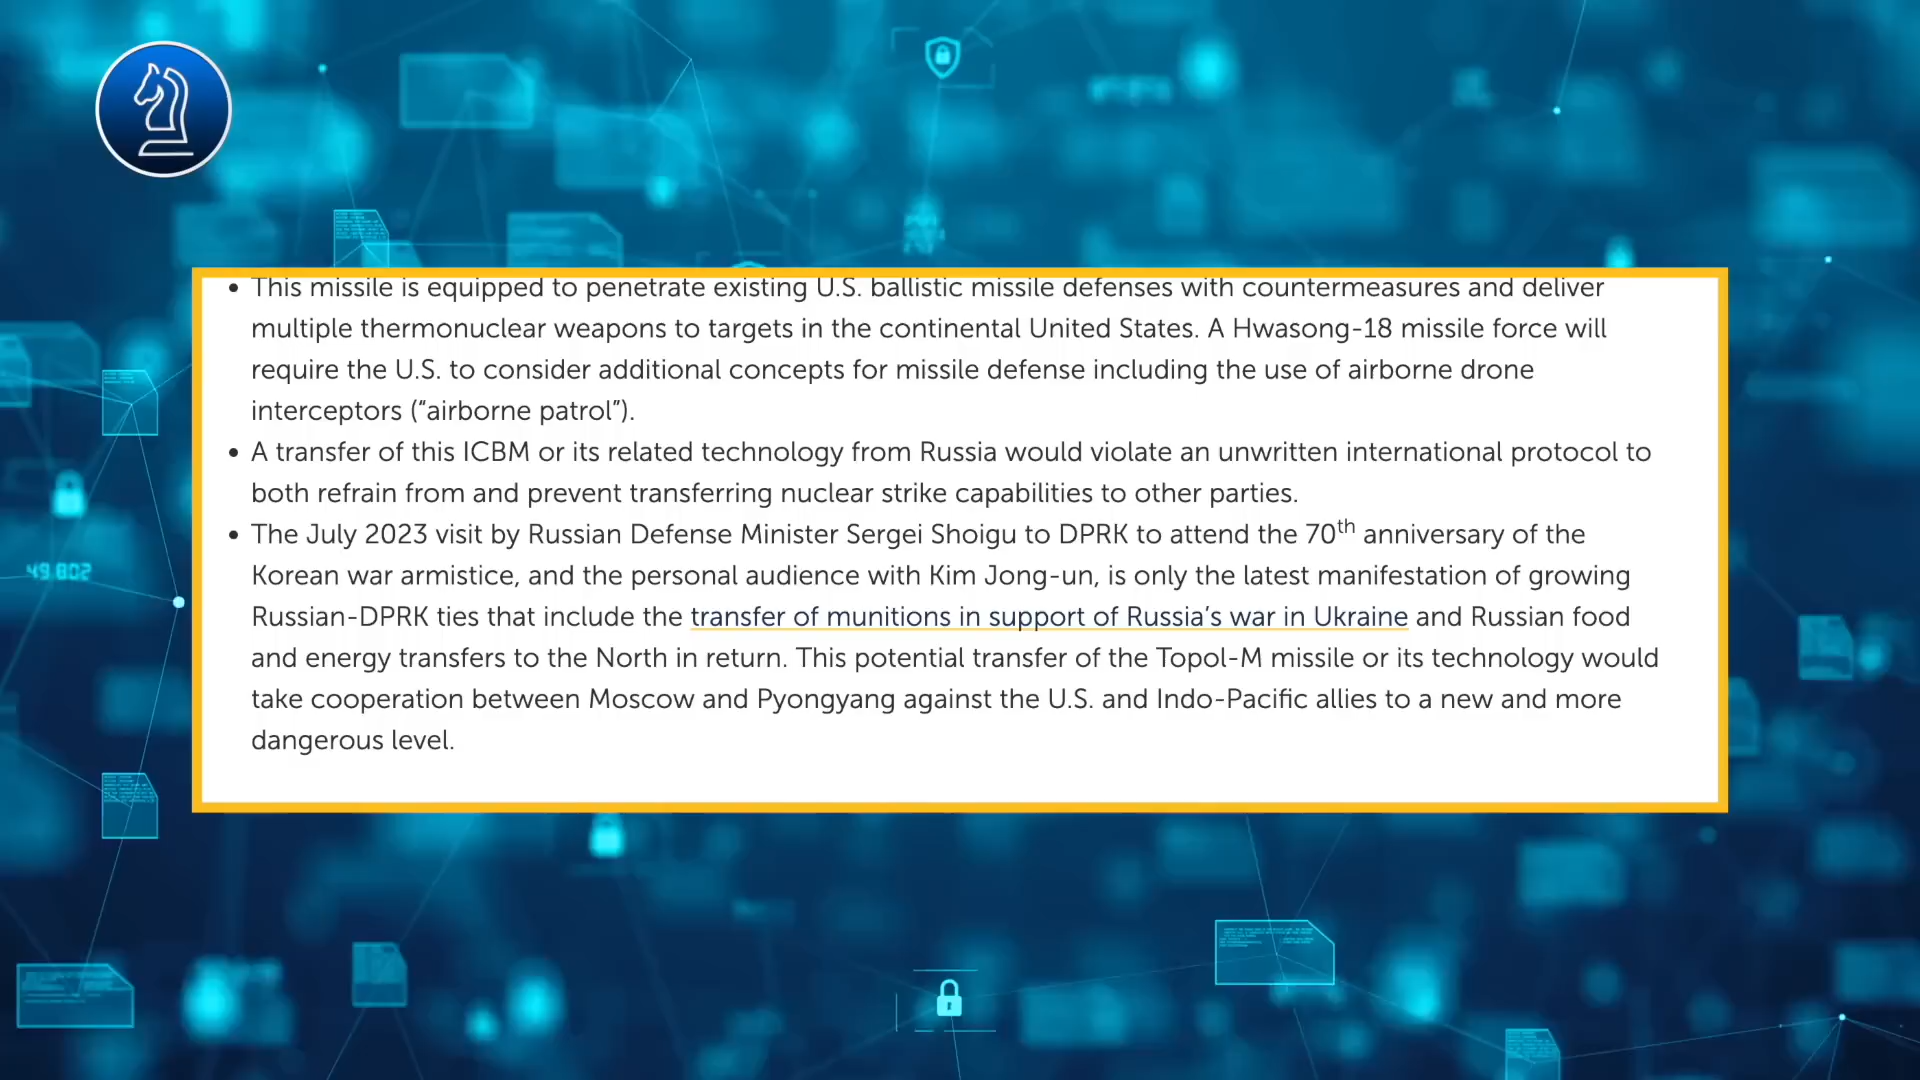 • This missile is equipped to penetrate existing U.S. ballistic missile defenses with countermeasures and deliver
multiple thermonuclear weapons to targets in the continental United States. A Hwasong-18 missile force will
require the U.S. to consider additional concepts for missile defense including the use of airborne drone
interceptors (“airborne patrol”).
• A transfer of this ICBM or its related technology from Russia would violate an unwritten international protocol to
both refrain from and prevent transferring nuclear strike capabilities to other parties.
• The July 2023 visit by Russian Defense Minister Sergei Shoigu to DPRK to attend the 70th anniversary of the
Korean war armistice, and the personal audience with Kim Jong-un, is only the latest manifestation of growing
Russian-DPRK ties that include the transfer of munitions in support of Russia’s war in Ukraine and Russian food
and energy transfers to the North in return. This potential transfer of the Topol-M missile or its technology would
take cooperation between Moscow and Pyongyang against the U.S. and Indo-Pacific allies to a new and more
dangerous level.
49.802